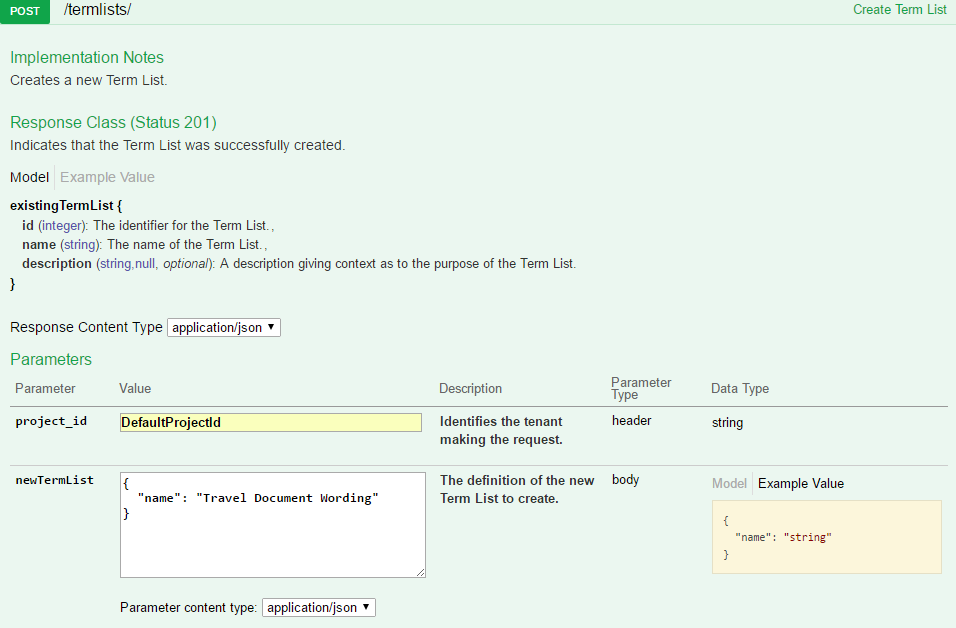 POST /termlists/ Create Term List
Implementation Notes
Creates a new Term List.
Response Class (Status 201)
Indicates that the Term List was successfully created.
Model Example Value
existingTermList {
id (integer): The identifier for the Term List. ,
name (string): The name of the Term List. ,
description (string,null, optional): A description giving context as to the purpose of the Term List.
}
Response Content Type application/json
Parameters
Parameter Value Description Parameter Type Data Type
project_id DefaultProjectId Identifies the tenant making the request. header string
newTermList
{
"name": "Travel Document Wording"
}
The definition of the new
Term List to create.
body
Model Example Value
{
"name": "string"
}
Parameter content type: application/json